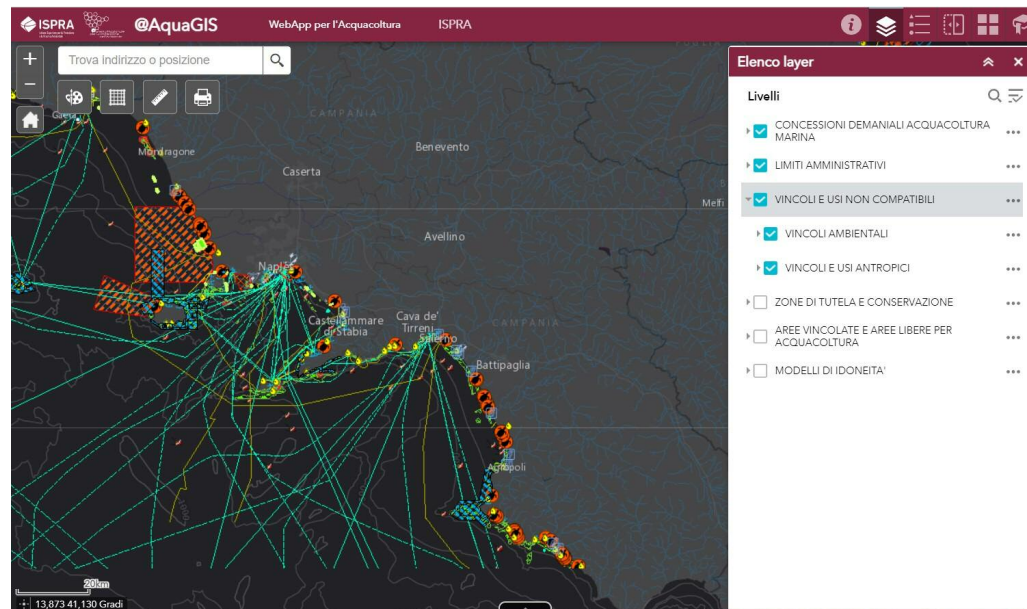 ISPRA
@AquaGIS
WebApp per l'Acquacoltura
ISPRA
Trova indirizzo o posizione
Elenco layer
Livelli
CONCESSIONI DEMANIALI ACQUACOLTURA
MARINA
LIMITI AMMINISTRATIVI
VINCOLI E USI NON COMPATIBILI
VINCOLI AMBIENTALI
VINCOLI E USI ANTROPICI
ZONE DI TUTELA E CONSERVAZIONE
AREE VINCOLATE E AREE LIBERE PER
ACQUACOLTURA
MODELLI DI IDONEITA'
Gaeta
CAMPANIA
Mondragone
Benevento
Caserta
Melfi
Avellino
Naples
Castellammare
di Stabia
Cava de'
Tirreni
CAMPANIA
Salerno
Battipaglia
Agropoli
20km
13,873 41,130 Gradi